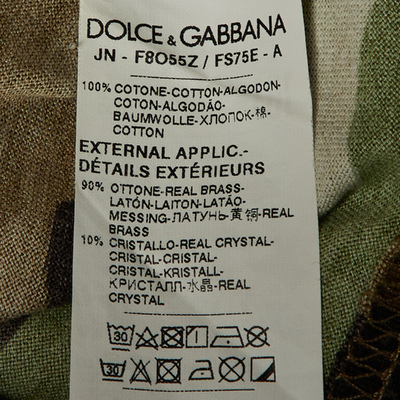 DOLCE & GABBANA
JN - F8O55Z / FS75E - A
100% COTONE-COTTON-ALGODON-
COTON-ALGODÃO-
BAUMWOLLE-ХЛОПОК-棉-
COTTON
EXTERNAL APPLIC.-
DÉTAILS EXTÉRIEURS
90% OTTONE-REAL BRASS-
LATÓN-LAITON-LATÃO-
MESSING-ЛАТУНЬ-黄铜-REAL
BRASS
10% CRISTALLO-REAL CRYSTAL-
CRISTAL-CRISTAL-
CRISTAL-KRISTALL-
КРИСТАЛЛ-水晶-REAL
CRYSTAL
30
30